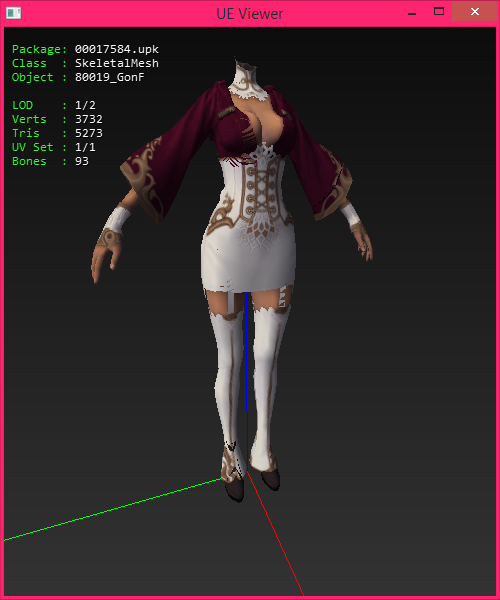 UE Viewer
Package: 00017584.upk
Class  : SkeletalMesh
Object : 80019_GonF
LOD    : 1/2
Verts  : 3732
Tris   : 5273
UV Set : 1/1
Bones  : 93